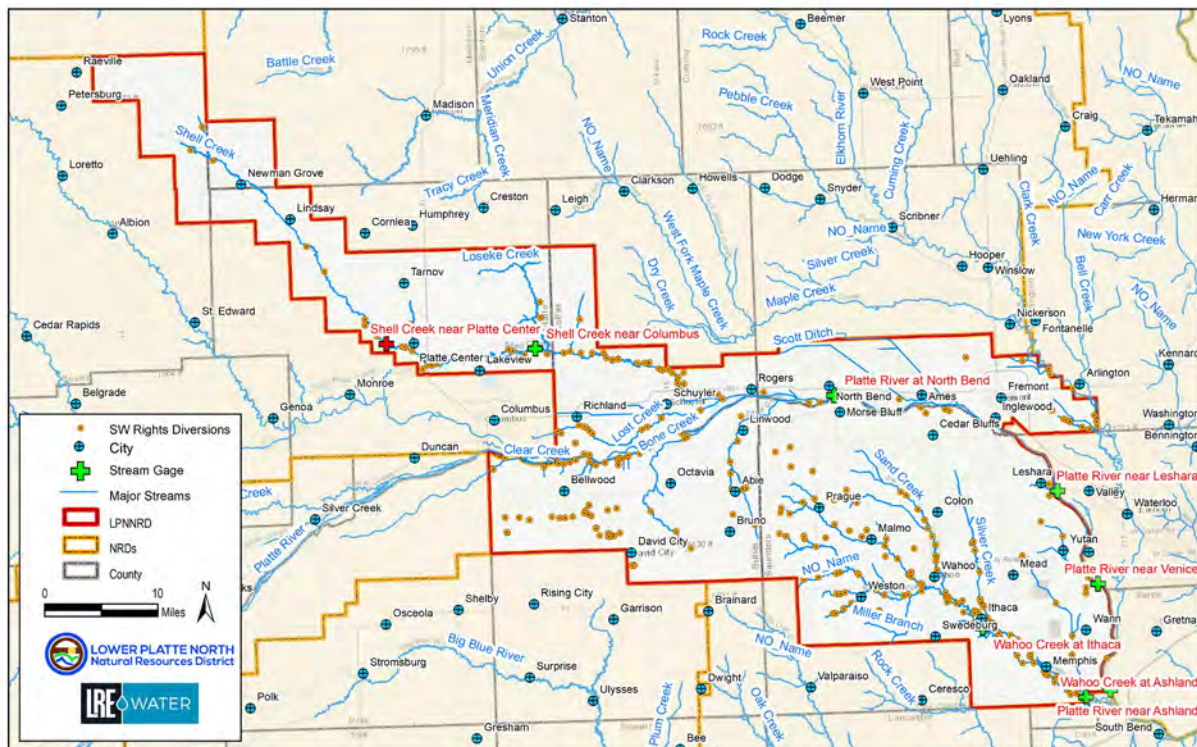 Stanton
Beemer
Lyons
Rock Creek
Raeville
Battle Creek
Union Creek
West Point
Oakland
NO_Name
Petersburg
Madison
Pebble Creek
Elkhorn River
Craig
Tekamah
Meridian Creek
NO_Name
Cuming Creek
Shell Creek
Loretto
Newman Grove
Tracy Creek
Clarkson
Howells
Dodge
Uehling
NO_Name
Carr Creek
Creston
Leigh
Snyder
Clark Creek
Herman
Lindsay
Albion
Cornlea
Humphrey
West Fork Maple Creek
NO_Name
Scribner
New York Creek
Loseke Creek
Dry Creek
Silver Creek
Hooper
Winslow
Bell Creek
Tarnov
Maple Creek
NO_Name
Cedar Rapids
St. Edward
Nickerson
Fontanelle
Shell Creek near Platte Center
Shell Creek near Columbus
Scott Ditch
Platte Center
Lakeview
Kennard
Belgrade
Monroe
Platte River at North Bend
Rogers
Fremont
Arlington
Genoa
Columbus
Richland
Schuyler
Lost Creek
North Bend
Morse Bluff
Ames
Inglewood
Washington
Bennington
Linwood
Cedar Bluffs
Duncan
Clear Creek
Bone Creek
Leshara
Platte River near Leshara
Creek
Silver Creek
Bellwood
Octavia
Abie
Prague
Sand Creek
Colon
Valley
Waterloo
Platte River
Bruno
Malmo
Silver Creek
David City
Yutan
NO_Name
Wahoo
Mead
Platte River near Venice
Osceola
Shelby
Rising City
Garrison
Brainard
Weston
Ithaca
Wann
Gretna
Miller Branch
Swedeburg
Big Blue River
NO_Name
Wahoo Creek at Ithaca
Stromsburg
Surprise
Memphis
Polk
Ulysses
Dwight
Valparaiso
Rock Creek
Ceresco
Wahoo Creek at Ashland
Platte River near Ashland
Gresham
Plum Creek
Oak Creek
Bee
South Bend
SW Rights Diversions
City
Stream Gage
Major Streams
LPNNRD
NRDs
County
N
0 10
Miles
LOWER PLATTE NORTH
Natural Resources District
LRE WATER